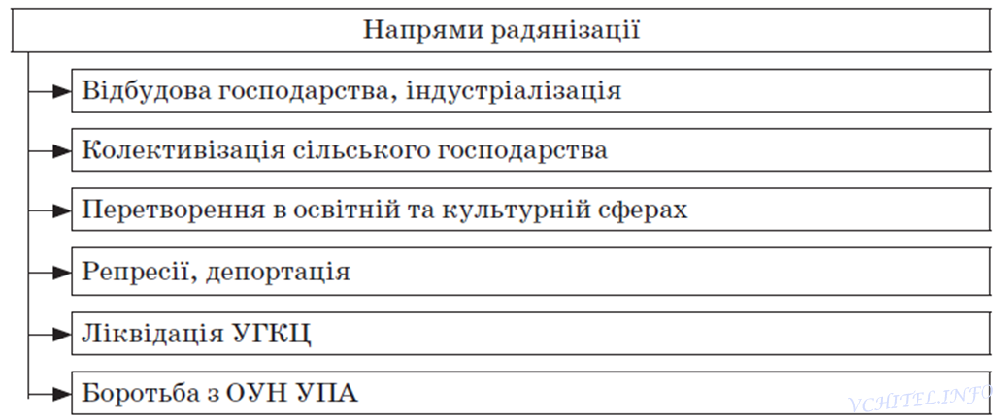 Напрями радянізації
Відбудова господарства, індустріалізація
Колективізація сільського господарства
Перетворення в освітній та культурній сферах
Репресії, депортація
Ліквідація УГКЦ
Боротьба з ОУН УПА
VCHITEL.INFO